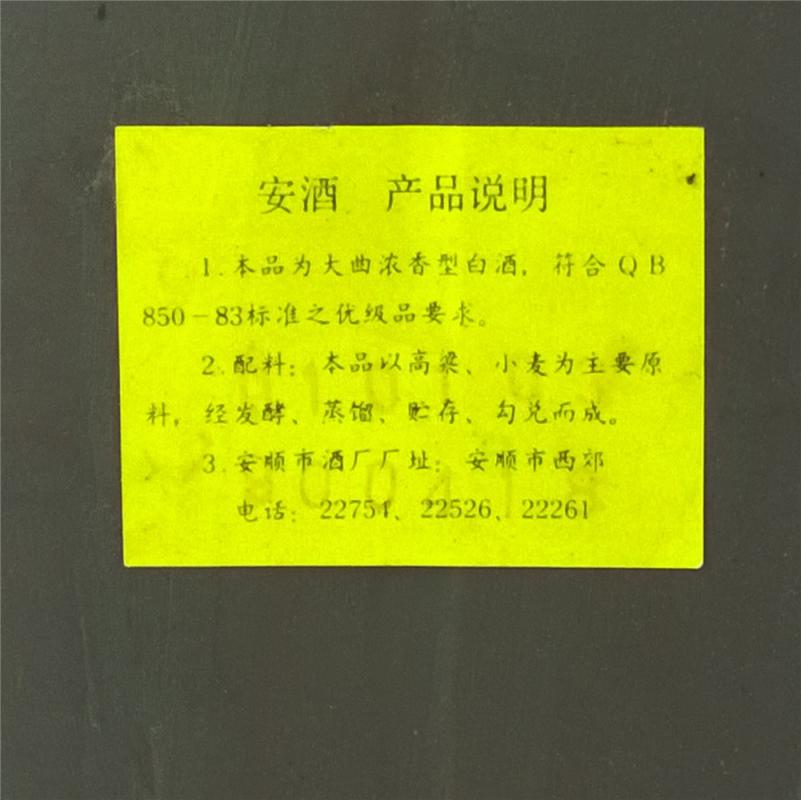 安酒 产品说明
1.本品为大曲浓香型白酒，符合QB
850－83标准之优级品要求。
2.配料：本品以高粱、小麦为主要原
料，经发酵、蒸馏、贮存、勾兑而成。
3.安顺市酒厂厂址：安顺市西郊
电话：22754、22526、22261